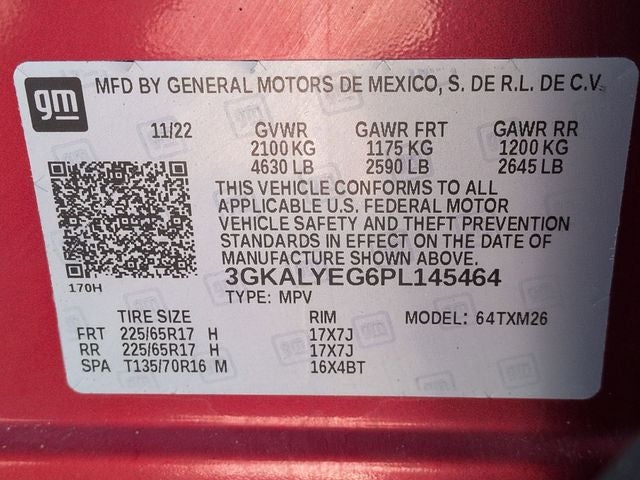 gm
MFD BY GENERAL MOTORS DE MEXICO, S. DE R.L. DE C.V.
11/22 GVWR GAWR FRT GAWR RR
2100 KG 1175 KG 1200 KG
4630 LB 2590 LB 2645 LB
THIS VEHICLE CONFORMS TO ALL
APPLICABLE U.S. FEDERAL MOTOR
VEHICLE SAFETY AND THEFT PREVENTION
STANDARDS IN EFFECT ON THE DATE OF
MANUFACTURE SHOWN ABOVE.
3GKALYEG6PL145464
170H
TYPE: MPV
TIRE SIZE RIM MODEL: 64TXM26
FRT 225/65R17 H 17X7J
RR 225/65R17 H 17X7J
SPA T135/70R16 M 16X4BT